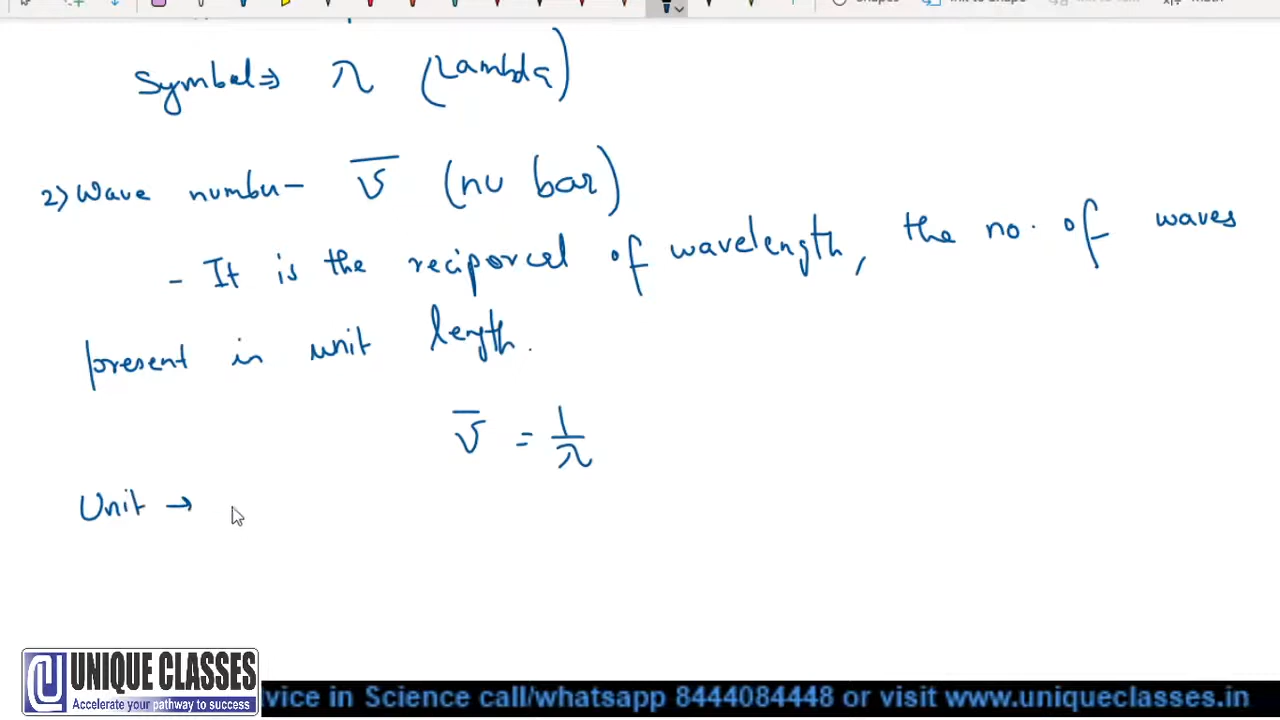 Symbol ⇒ λ (Lambda)
2) Wave number - ν̅ (nu bar)
- It is the reciporcal of wavelength, the no. of waves
present in unit length.
ν̅ = 1/λ
Unit →
UNIQUE CLASSES
Accelerate your pathway to success
vice in Science call/whatsapp 8444084448 or visit www.uniqueclasses.in